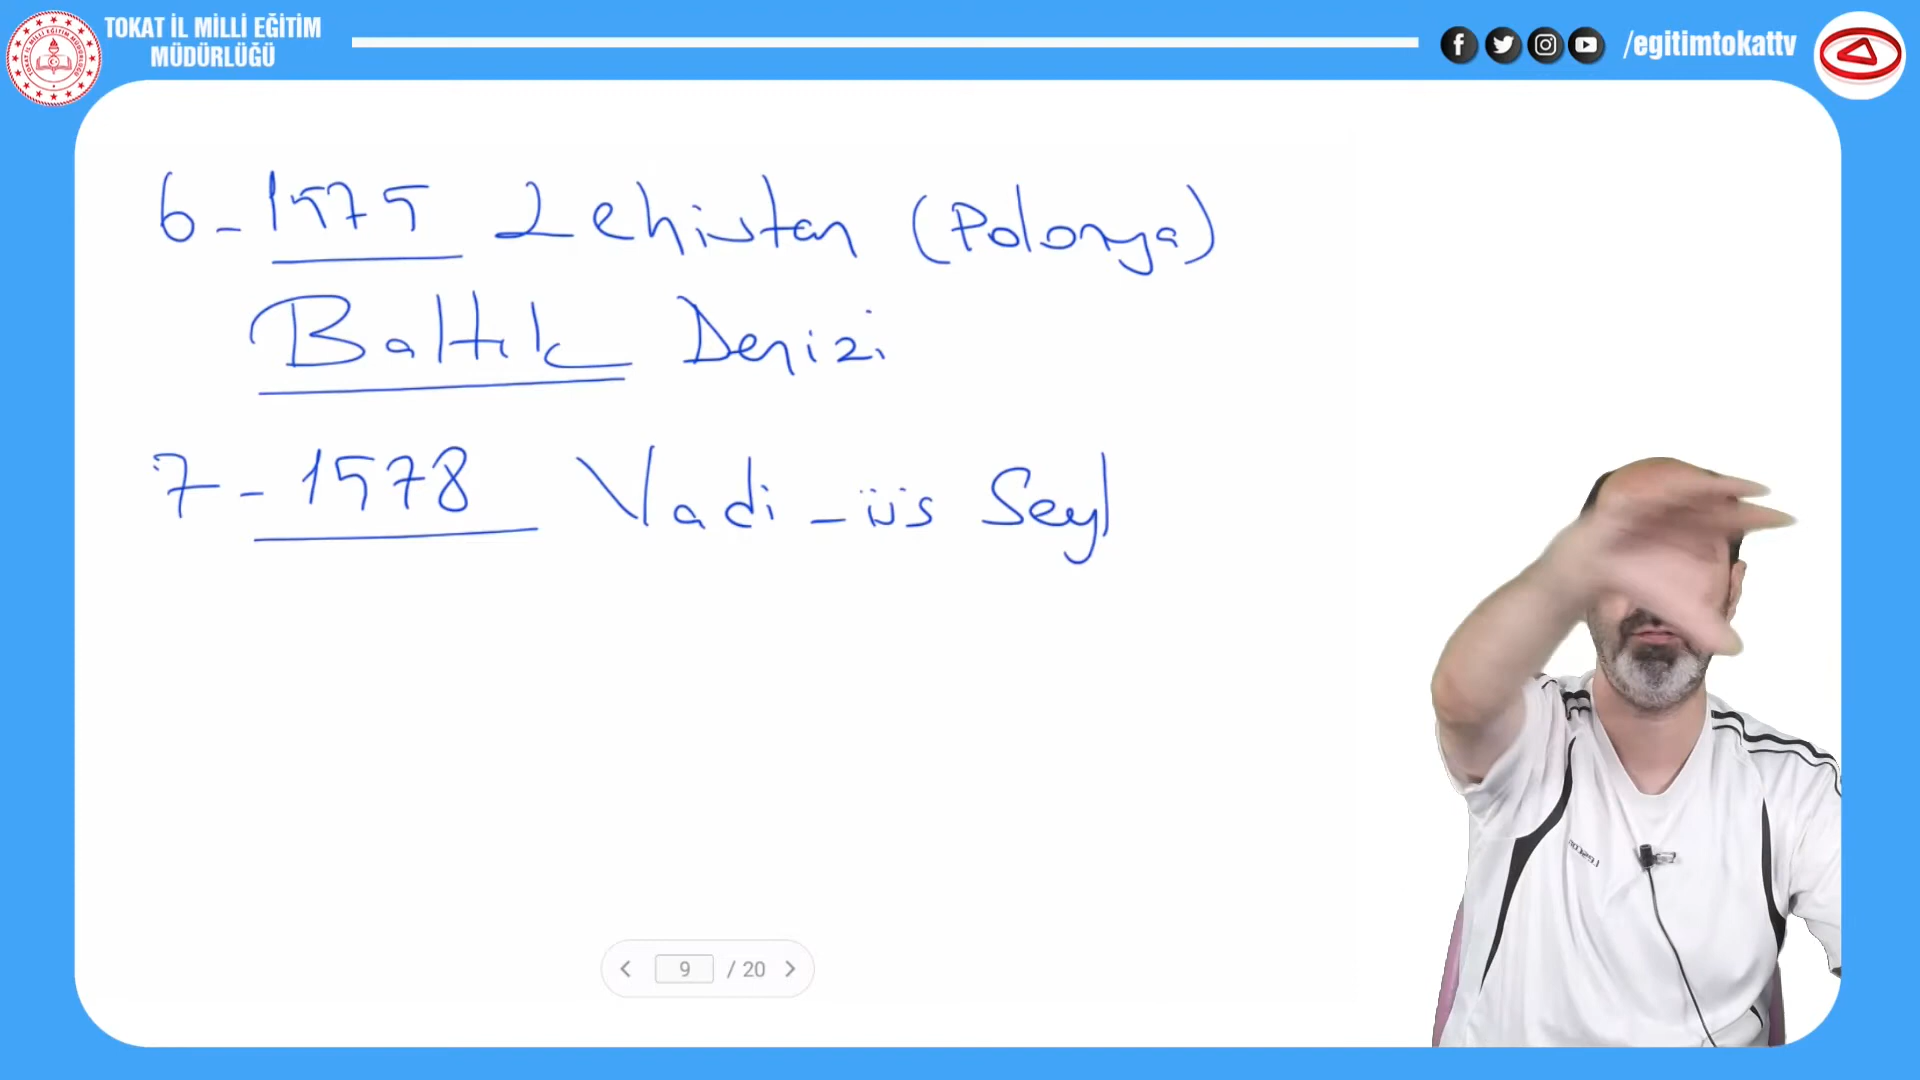 TOKAT İL MİLLİ EĞİTİM
MÜDÜRLÜĞÜ
/egitimtokattv
6-1575 Lehistan (Polonya)
Baltık Denizi
7-1578 Vadi-üs Seyl
Lescon
9 / 20